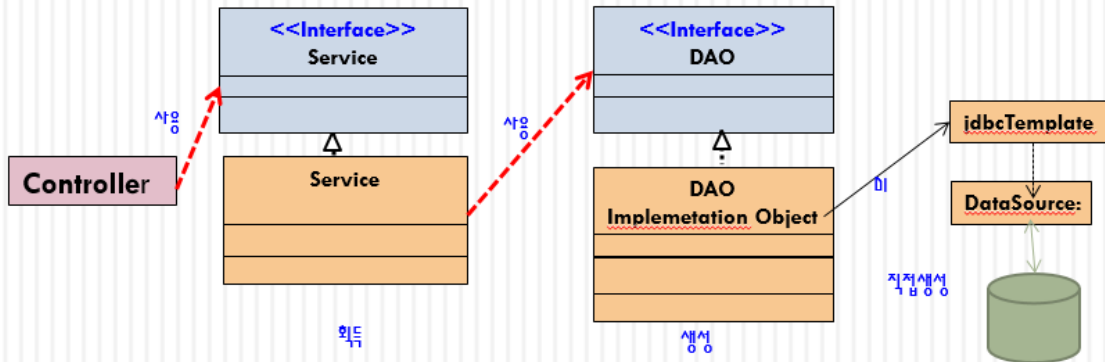 <<Interface>>
Service
<<Interface>>
DAO
사용
사용
jdbcTemplate
Controller
Service
DAO
Implemetation Object
미
DataSource:
직접생성
획득
생성